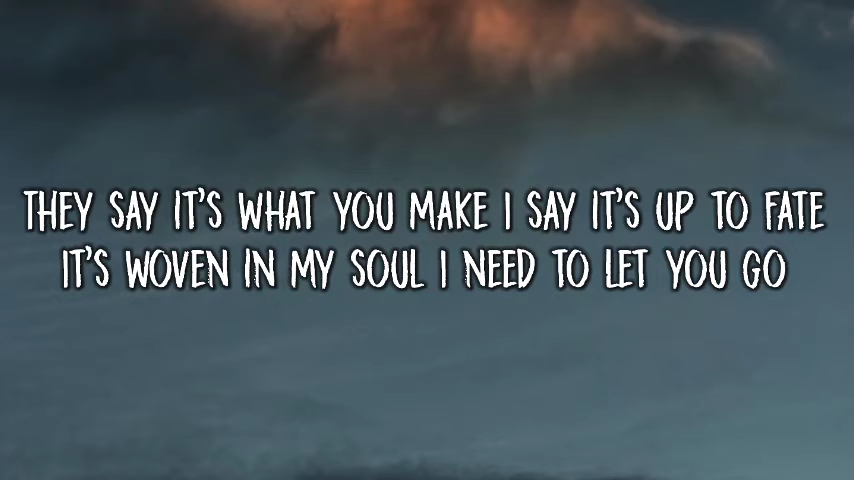 THEY SAY IT'S WHAT YOU MAKE I SAY IT'S UP TO FATE
IT'S WOVEN IN MY SOUL I NEED TO LET YOU GO